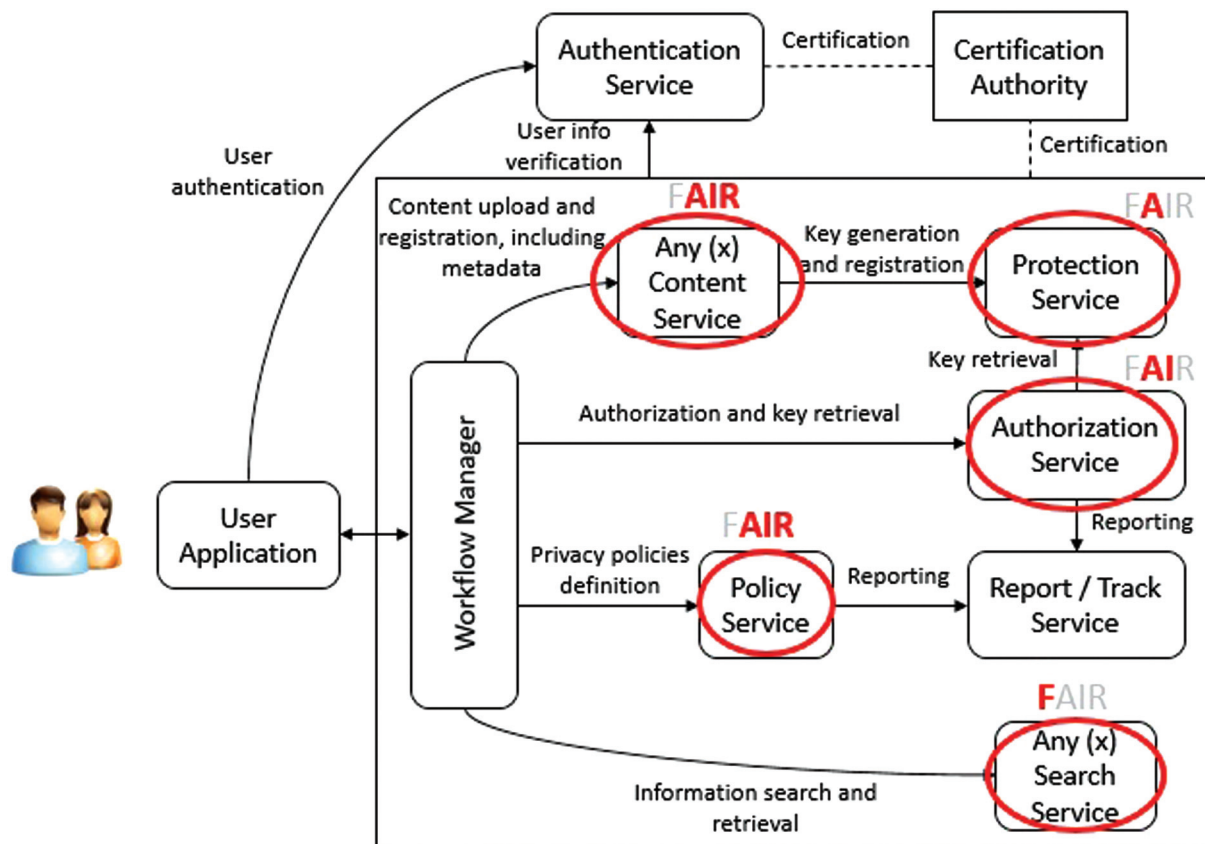 Authentication
Service
Certification
Certification
Authority
User info
verification
Certification
User
authentication
Content upload and
registration, including
metadata
FAIR
Any (x)
Content
Service
Key generation
and registration
FAIR
Protection
Service
Key retrieval
FAIR
Authorization and key retrieval
Authorization
Service
Workflow Manager
User
Application
Reporting
FAIR
Privacy policies
definition
Policy
Service
Reporting
Report / Track
Service
FAIR
Any (x)
Search
Service
Information search and
retrieval